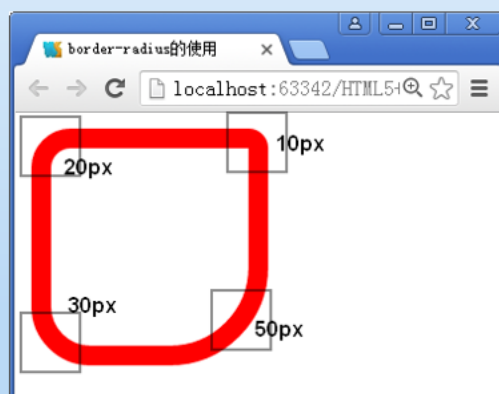 border-radius的使用
localhost:63342/HTML5
10px
20px
30px
50px